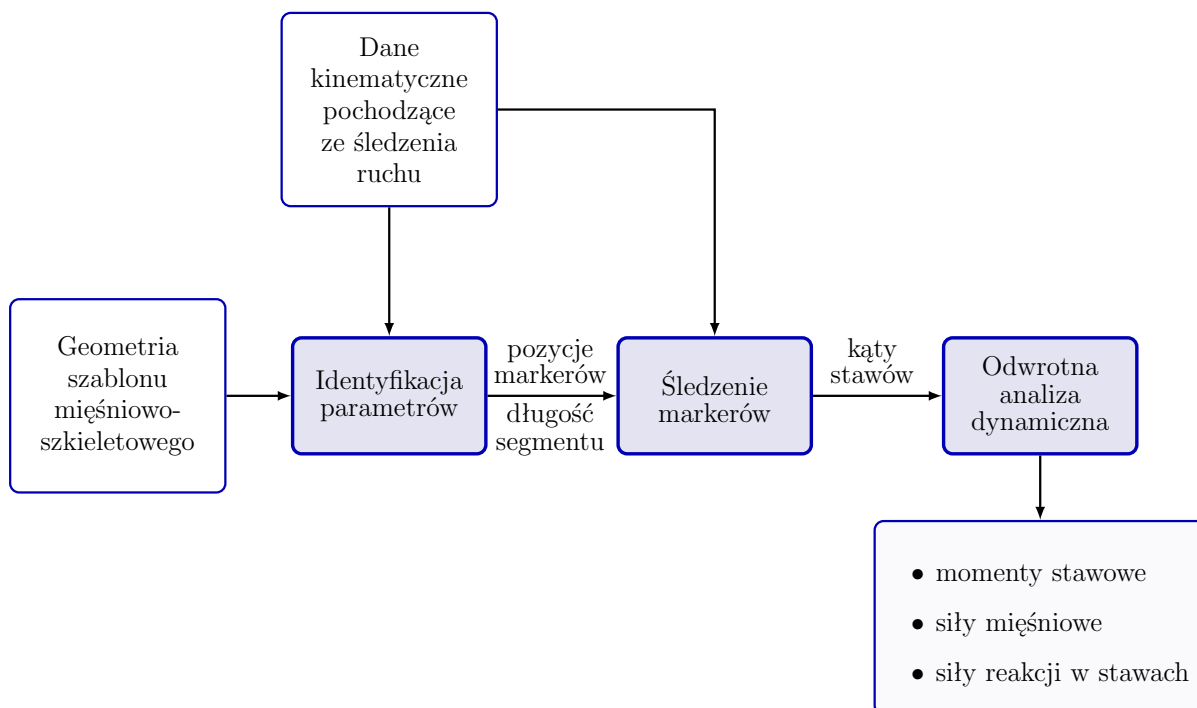 Dane
kinematyczne
pochodzące
ze śledzenia
ruchu
Geometria
szablonu
mięśniowo-
szkieletowego
Identyfikacja
parametrów
pozycje
markerów
długość
segmentu
Śledzenie
markerów
kąty
stawów
Odwrotna
analiza
dynamiczna
• momenty stawowe
• siły mięśniowe
• siły reakcji w stawach